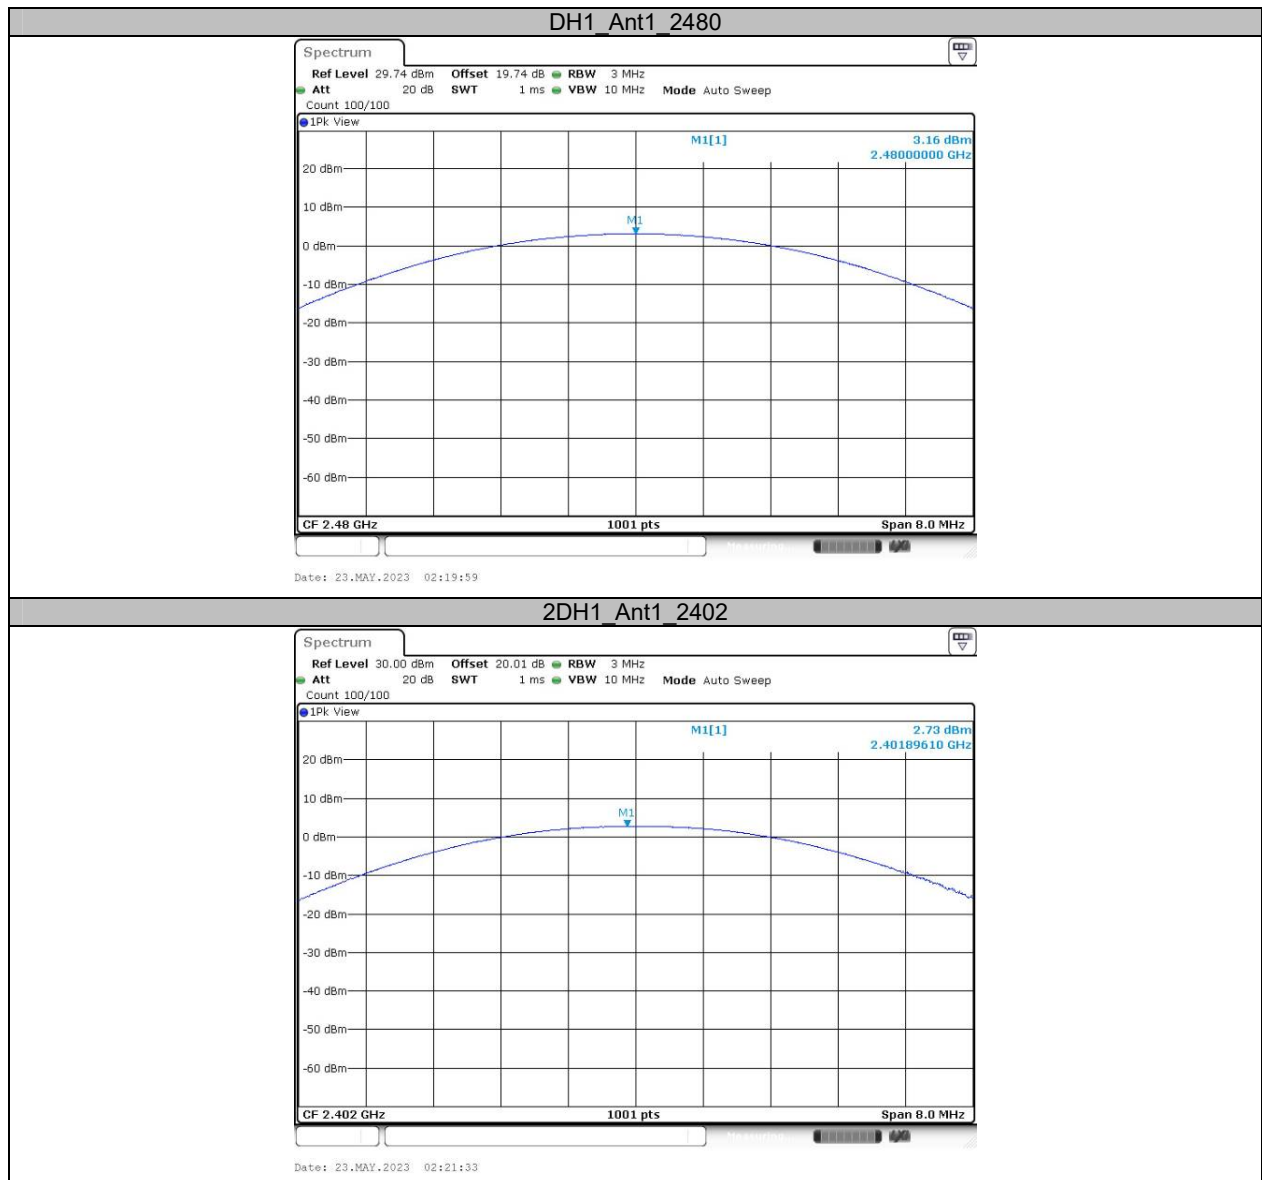 DH1_Ant1_2480
Spectrum
Ref Level 29.74 dBm Offset 19.74 dB RBW 3 MHz
Att 20 dB SWT 1 ms VBW 10 MHz Mode Auto Sweep
Count 100/100
1Pk View
M1[1] 3.16 dBm
2.48000000 GHz
20 dBm
10 dBm
M1
0 dBm
-10 dBm
-20 dBm
-30 dBm
-40 dBm
-50 dBm
-60 dBm
CF 2.48 GHz 1001 pts Span 8.0 MHz
Measuring...
Date: 23.MAY.2023 02:19:59
2DH1_Ant1_2402
Spectrum
Ref Level 30.00 dBm Offset 20.01 dB RBW 3 MHz
Att 20 dB SWT 1 ms VBW 10 MHz Mode Auto Sweep
Count 100/100
1Pk View
M1[1] 2.73 dBm
2.40189610 GHz
20 dBm
10 dBm
M1
0 dBm
-10 dBm
-20 dBm
-30 dBm
-40 dBm
-50 dBm
-60 dBm
CF 2.402 GHz 1001 pts Span 8.0 MHz
Measuring...
Date: 23.MAY.2023 02:21:33